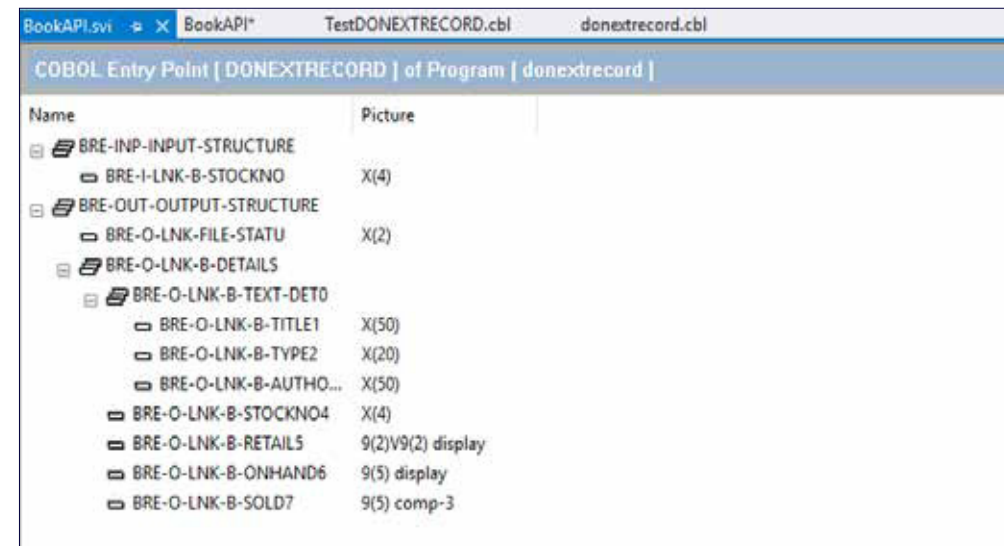 BookAPI.svi BookAPI* TestDONEXTRECORD.cbl donextrecord.cbl
COBOL Entry Point [ DONEXTRECORD ] of Program [ donextrecord ]
Name Picture
BRE-INP-INPUT-STRUCTURE
BRE-I-LNK-B-STOCKNO X(4)
BRE-OUT-OUTPUT-STRUCTURE
BRE-O-LNK-FILE-STATU X(2)
BRE-O-LNK-B-DETAILS
BRE-O-LNK-B-TEXT-DET0
BRE-O-LNK-B-TITLE1 X(50)
BRE-O-LNK-B-TYPE2 X(20)
BRE-O-LNK-B-AUTHO... X(50)
BRE-O-LNK-B-STOCKNO4 X(4)
BRE-O-LNK-B-RETAIL5 9(2)V9(2) display
BRE-O-LNK-B-ONHAND6 9(5) display
BRE-O-LNK-B-SOLD7 9(5) comp-3